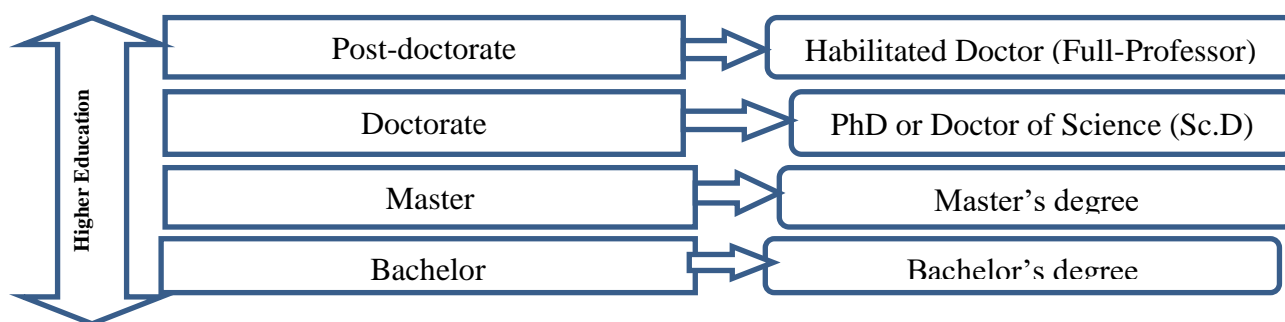 Higher Education
Post-doctorate
Habilitated Doctor (Full-Professor)
Doctorate
PhD or Doctor of Science (Sc.D)
Master
Master’s degree
Bachelor
Bachelor’s degree